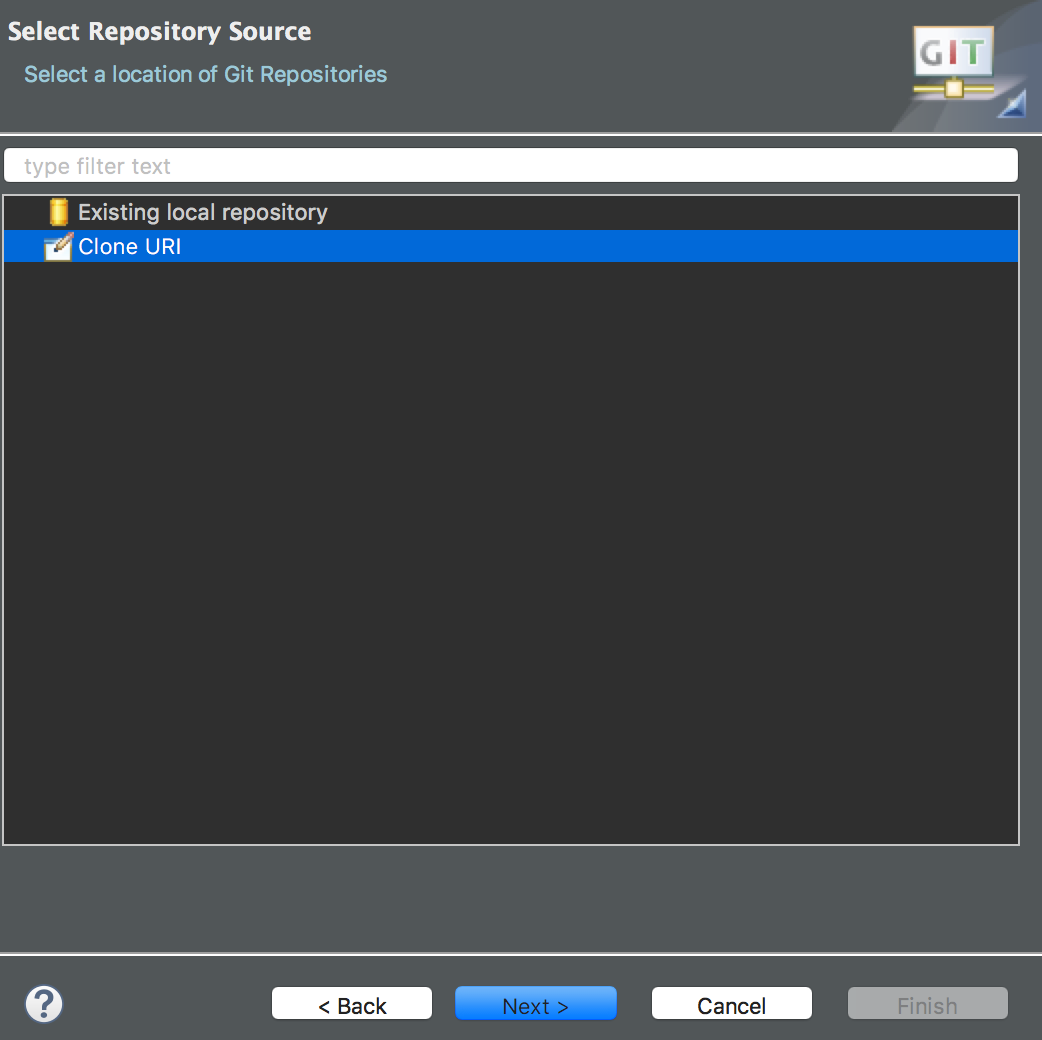 Select Repository Source
Select a location of Git Repositories
GIT
type filter text
Existing local repository
Clone URI
?
< Back
Next >
Cancel
Finish